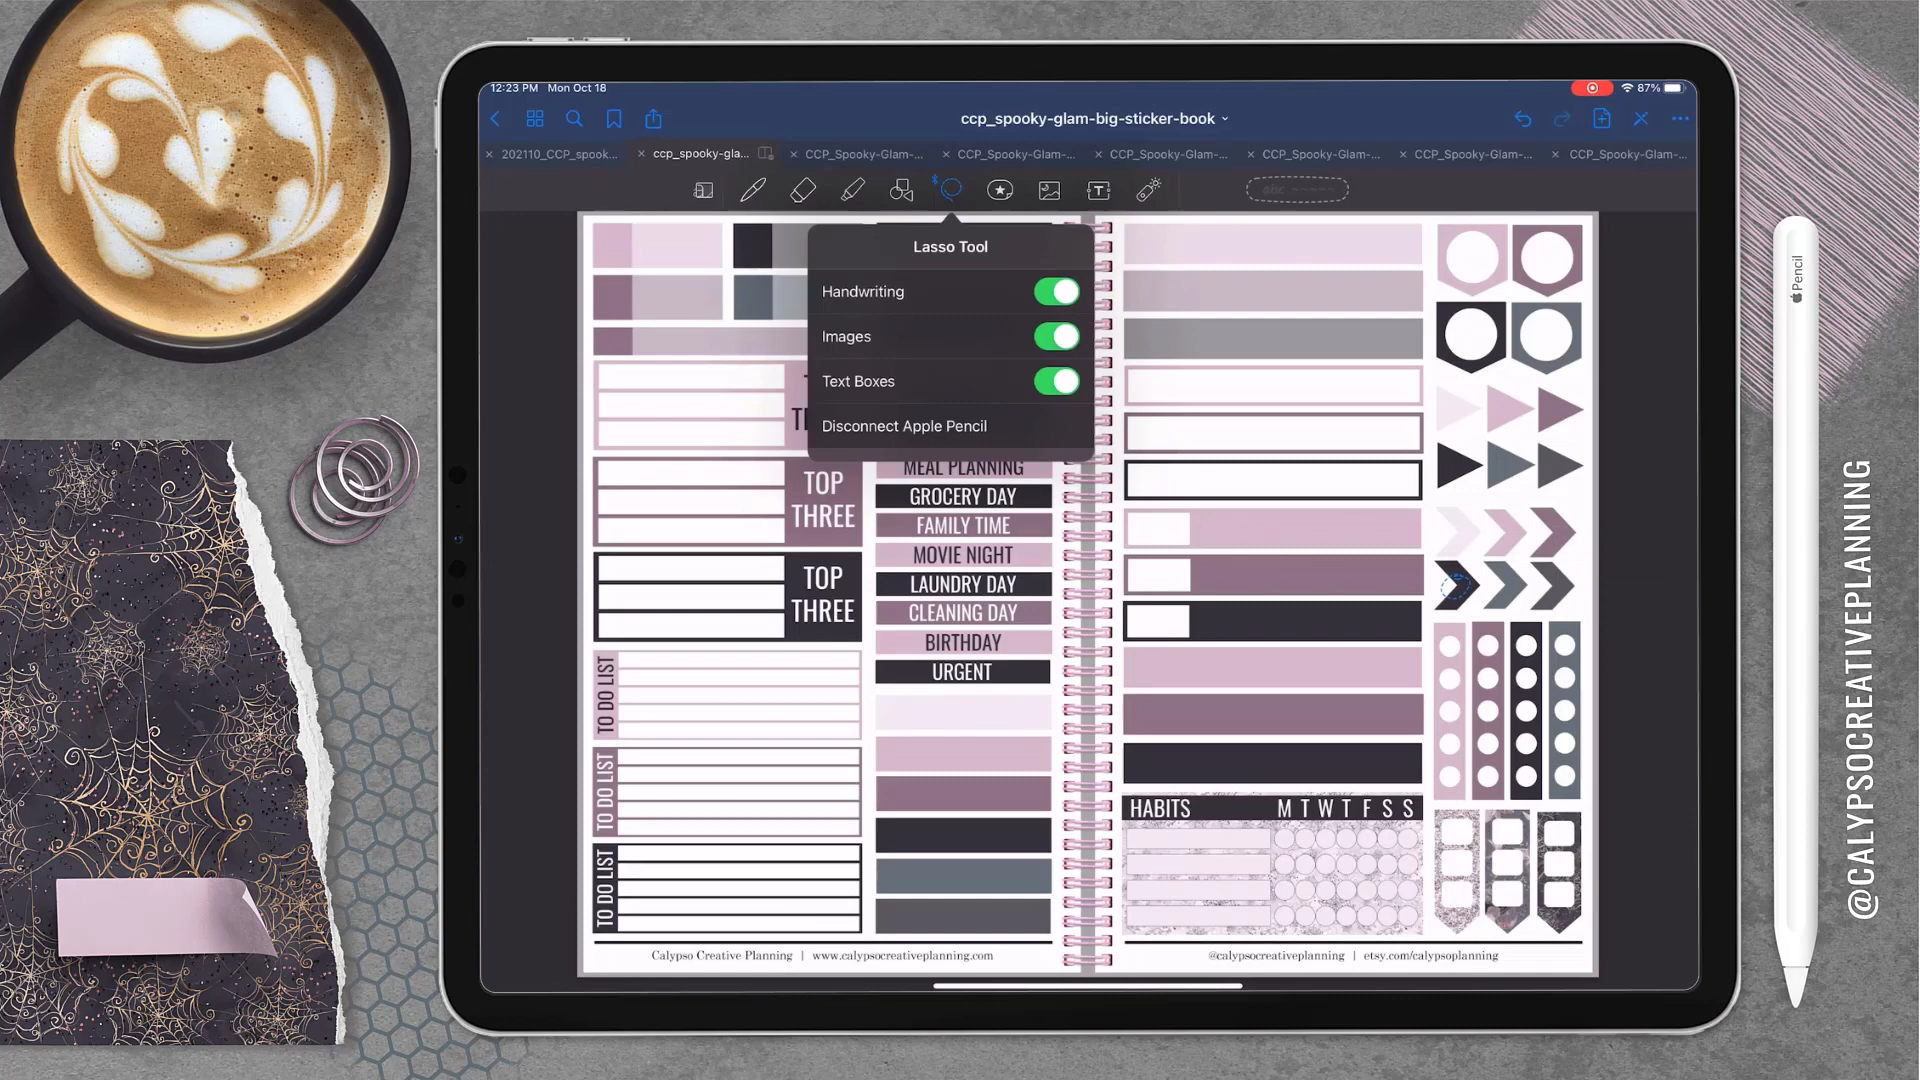 12:23 PM Mon Oct 18
87%
ccp_spooky-glam-big-sticker-book
202110_CCP_spook...
ccp_spooky-gla...
CCP_Spooky-Glam-...
CCP_Spooky-Glam-...
CCP_Spooky-Glam-...
CCP_Spooky-Glam-...
CCP_Spooky-Glam-...
CCP_Spooky-Glam-...
abc
Lasso Tool
Handwriting
Images
Text Boxes
Disconnect Apple Pencil
TOP
THREE
TOP
THREE
TO DO LIST
TO DO LIST
TO DO LIST
MEAL PLANNING
GROCERY DAY
FAMILY TIME
MOVIE NIGHT
LAUNDRY DAY
CLEANING DAY
BIRTHDAY
URGENT
Calypso Creative Planning | www.calypsocreativeplanning.com
HABITS M T W T F S S
@calypsocreativeplanning | etsy.com/calypsoplanning
Pencil
@CALYPSOCREATIVEPLANNING